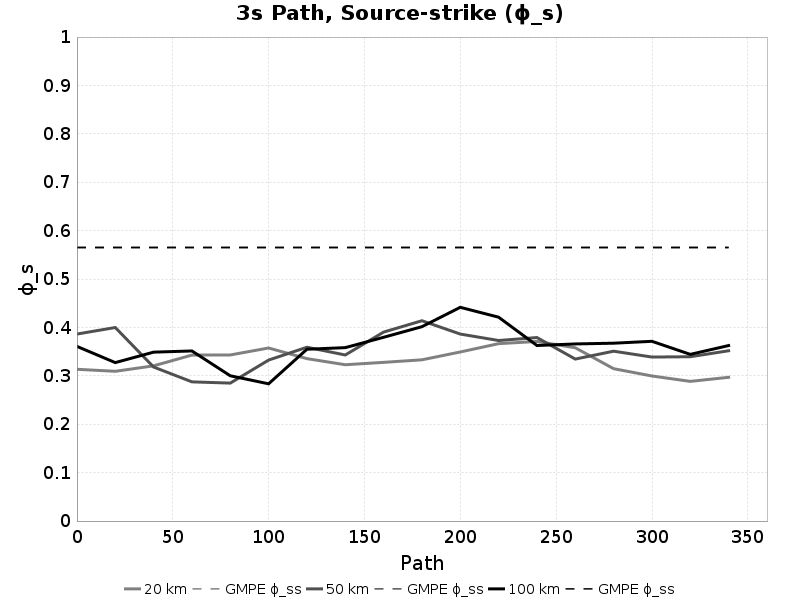 3s Path, Source-strike (ϕ_s)
1
0.9
0.8
0.7
0.6
0.5
0.4
0.3
0.2
0.1
0
ϕ_s
0 50 100 150 200 250 300 350
Path
20 km GMPE ϕ_ss 50 km GMPE ϕ_ss 100 km GMPE ϕ_ss